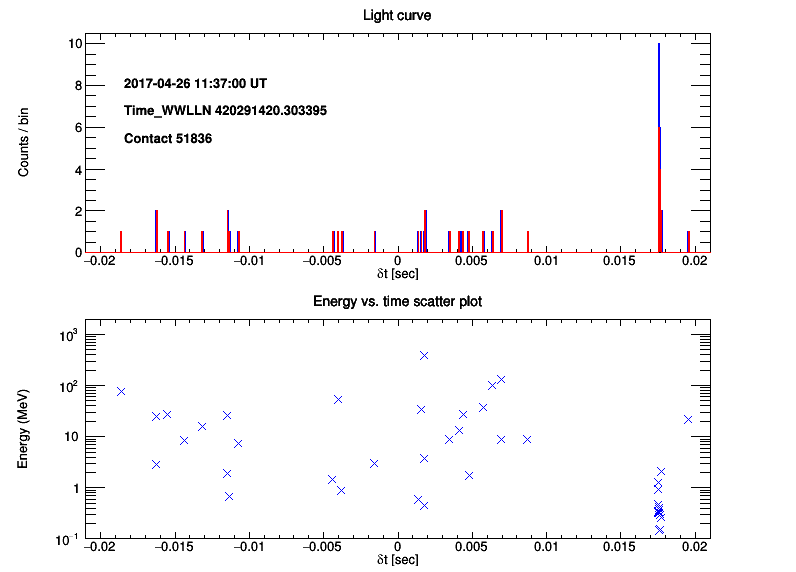 Light curve
10
8
6
4
2
0
Counts / bin
2017-04-26 11:37:00 UT
Time_WWLLN 420291420.303395
Contact 51836
−0.02 −0.015 −0.01 −0.005 0 0.005 0.01 0.015 0.02
δt [sec]
Energy vs. time scatter plot
10³
10²
10
1
10⁻¹
Energy (MeV)
−0.02 −0.015 −0.01 −0.005 0 0.005 0.01 0.015 0.02
δt [sec]